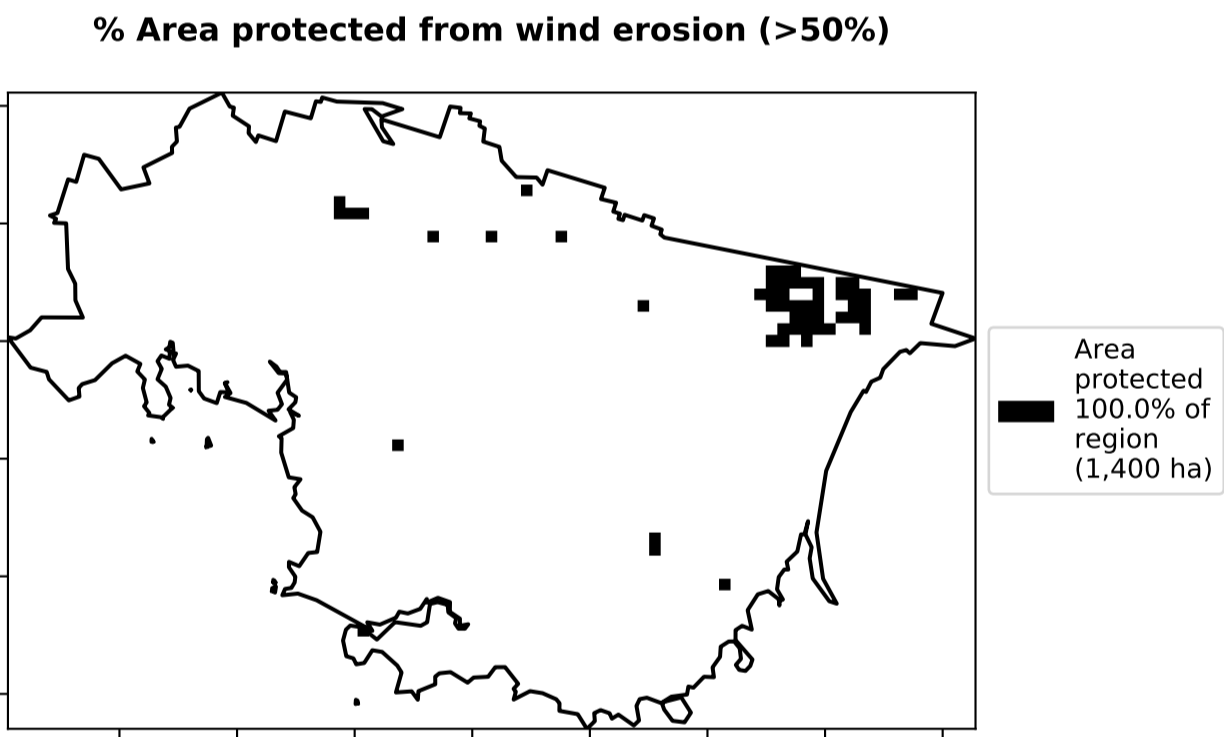 % Area protected from wind erosion (>50%)
Area
protected
100.0% of
region
(1,400 ha)